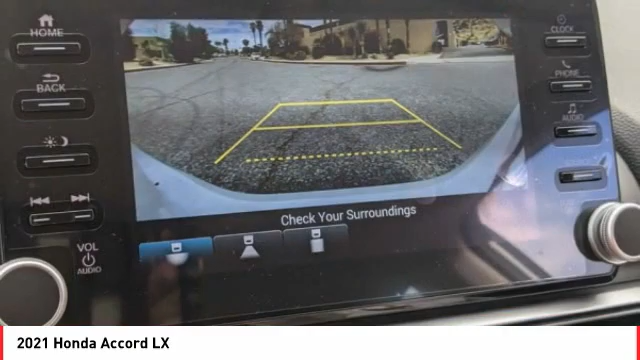 HOME
CLOCK
BACK
PHONE
AUDIO
Check Your Surroundings
VOL
AUDIO
2021 Honda Accord LX